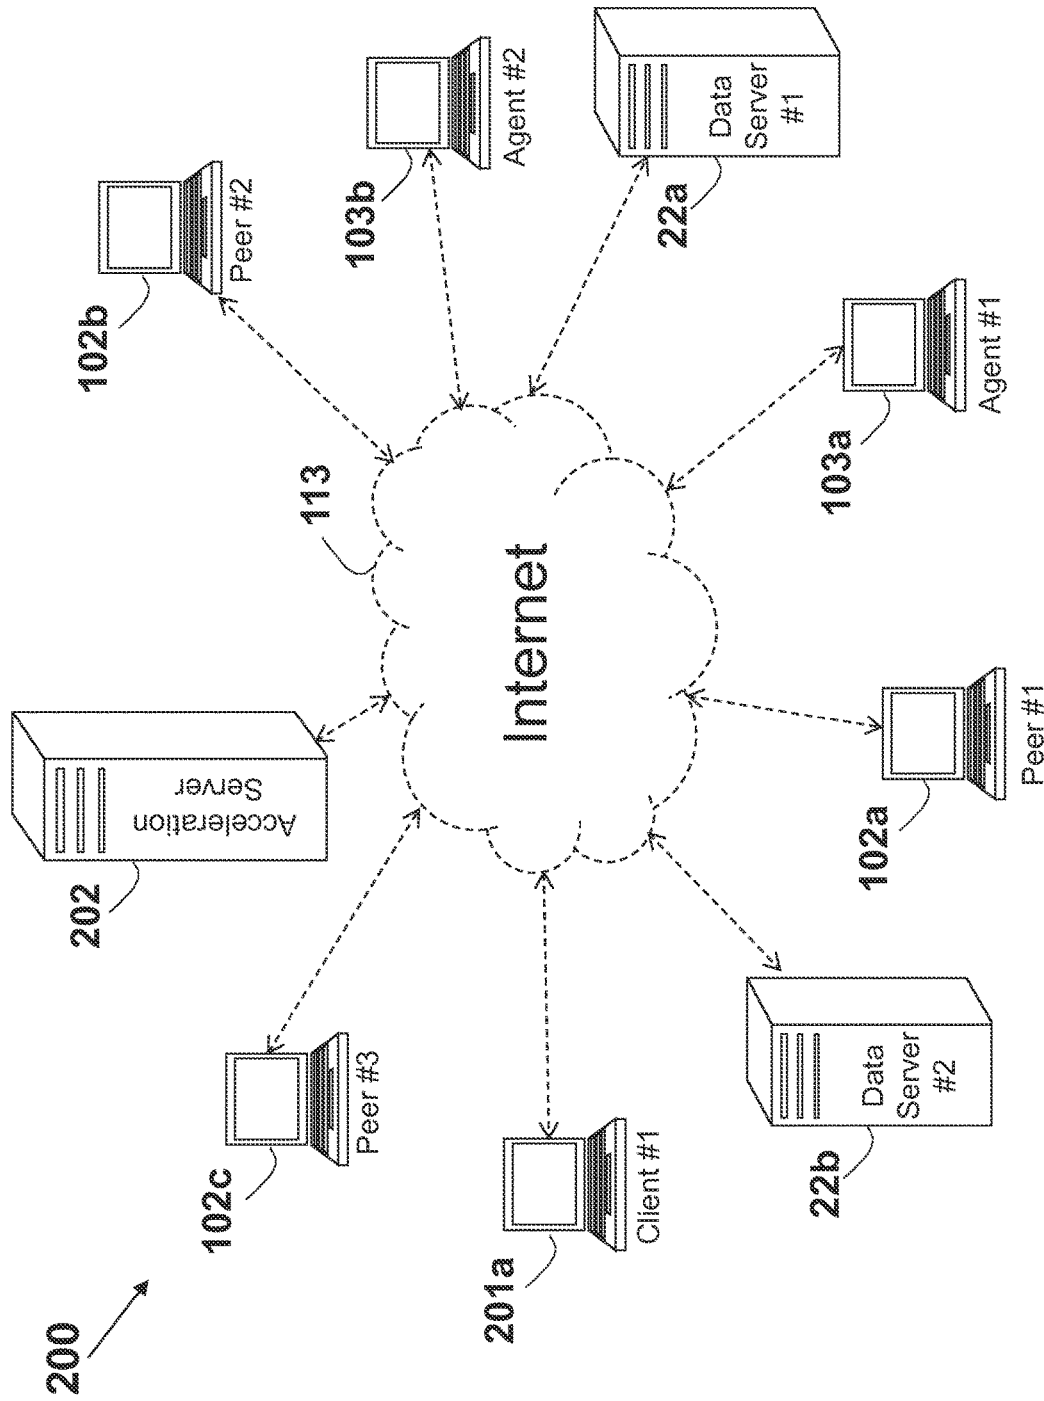 200
202
Acceleration
Server
102c
Peer #3
201a
Client #1
22b
Data
Server
#2
102a
Peer #1
103a
Agent #1
22a
Data
Server
#1
103b
Agent #2
102b
Peer #2
113
Internet